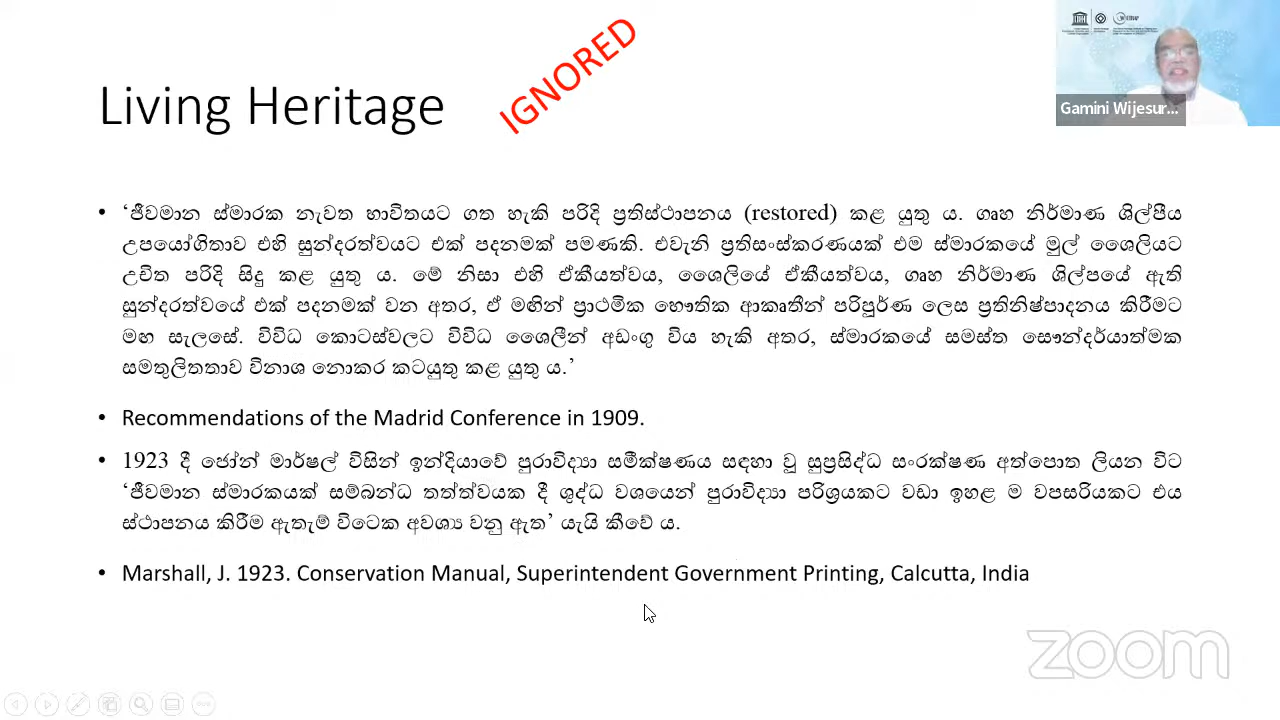 Living Heritage
IGNORED
Gamini Wijesur...
• ‘ජීවමාන ස්මාරක නැවත භාවිතයට ගත හැකි පරිදි ප්‍රතිස්ථාපනය (restored) කළ යුතු ය. ගෘහ නිර්මාණ ශිල්පීය
උපයෝගිතාව එහි සුන්දරත්වයට එක් පදනමක් පමණකි. එවැනි ප්‍රතිසංස්කරණයක් එම ස්මාරකයේ මුල් ශෛලියට
උචිත පරිදි සිදු කළ යුතු ය. මේ නිසා එහි ඒකීයත්වය, ශෛලියේ ඒකීයත්වය, ගෘහ නිර්මාණ ශිල්පයේ ඇති
සුන්දරත්වයේ එක් පදනමක් වන අතර, ඒ මඟින් ප්‍රාථමික භෞතික ආකෘතීන් පරිපූර්ණ ලෙස ප්‍රතිනිෂ්පාදනය කිරීමට
මඟ සැලසේ. විවිධ කොටස්වලට විවිධ ශෛලීන් අඩංගු විය හැකි අතර, ස්මාරකයේ සමස්ත සෞන්දර්යාත්මක
සමතුලිතතාව විනාශ නොකර කටයුතු කළ යුතු ය.’
• Recommendations of the Madrid Conference in 1909.
• 1923 දී ජෝන් මාර්ෂල් විසින් ඉන්දියාවේ පුරාවිද්‍යා සමීක්ෂණය සඳහා වූ සුප්‍රසිද්ධ සංරක්ෂණ අත්පොත ලියන විට
‘ජීවමාන ස්මාරකයක් සම්බන්ධ තත්ත්වයක දී ශුද්ධ වශයෙන් පුරාවිද්‍යා පරිශ්‍රයකට වඩා ඉහළ ම වපසරියකට එය
ස්ථාපනය කිරීම ඇතැම් විටෙක අවශ්‍ය වනු ඇත’ යැයි කීවේ ය.
• Marshall, J. 1923. Conservation Manual, Superintendent Government Printing, Calcutta, India
zoom